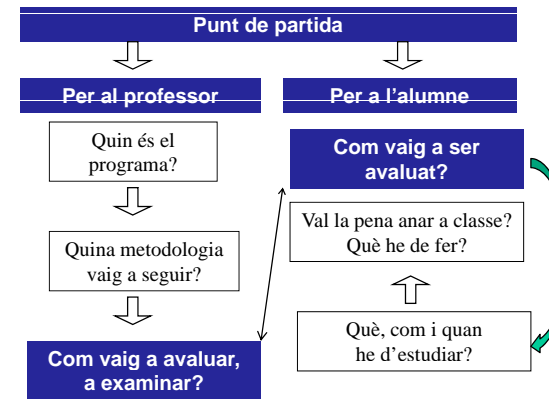 Punt de partida
Per al professor
Per a l'alumne
Quin és el
programa?
Com vaig a ser
avaluat?
Quina metodologia
vaig a seguir?
Val la pena anar a classe?
Què he de fer?
Com vaig a avaluar,
a examinar?
Què, com i quan
he d'estudiar?